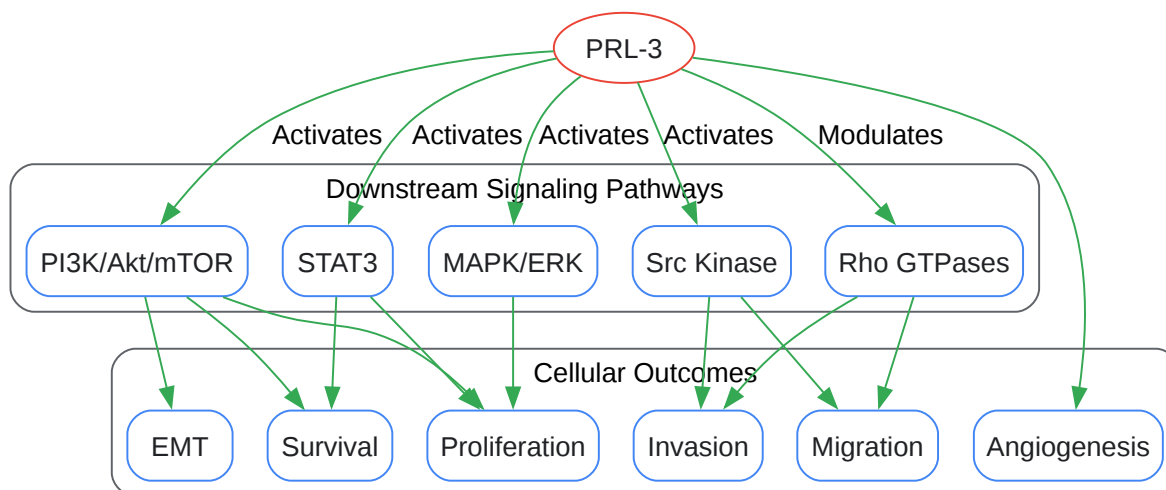 PRL-3
Activates
Activates
Activates
Activates
Modulates
Downstream Signaling Pathways
PI3K/Akt/mTOR
STAT3
MAPK/ERK
Src Kinase
Rho GTPases
Cellular Outcomes
EMT
Survival
Proliferation
Invasion
Migration
Angiogenesis